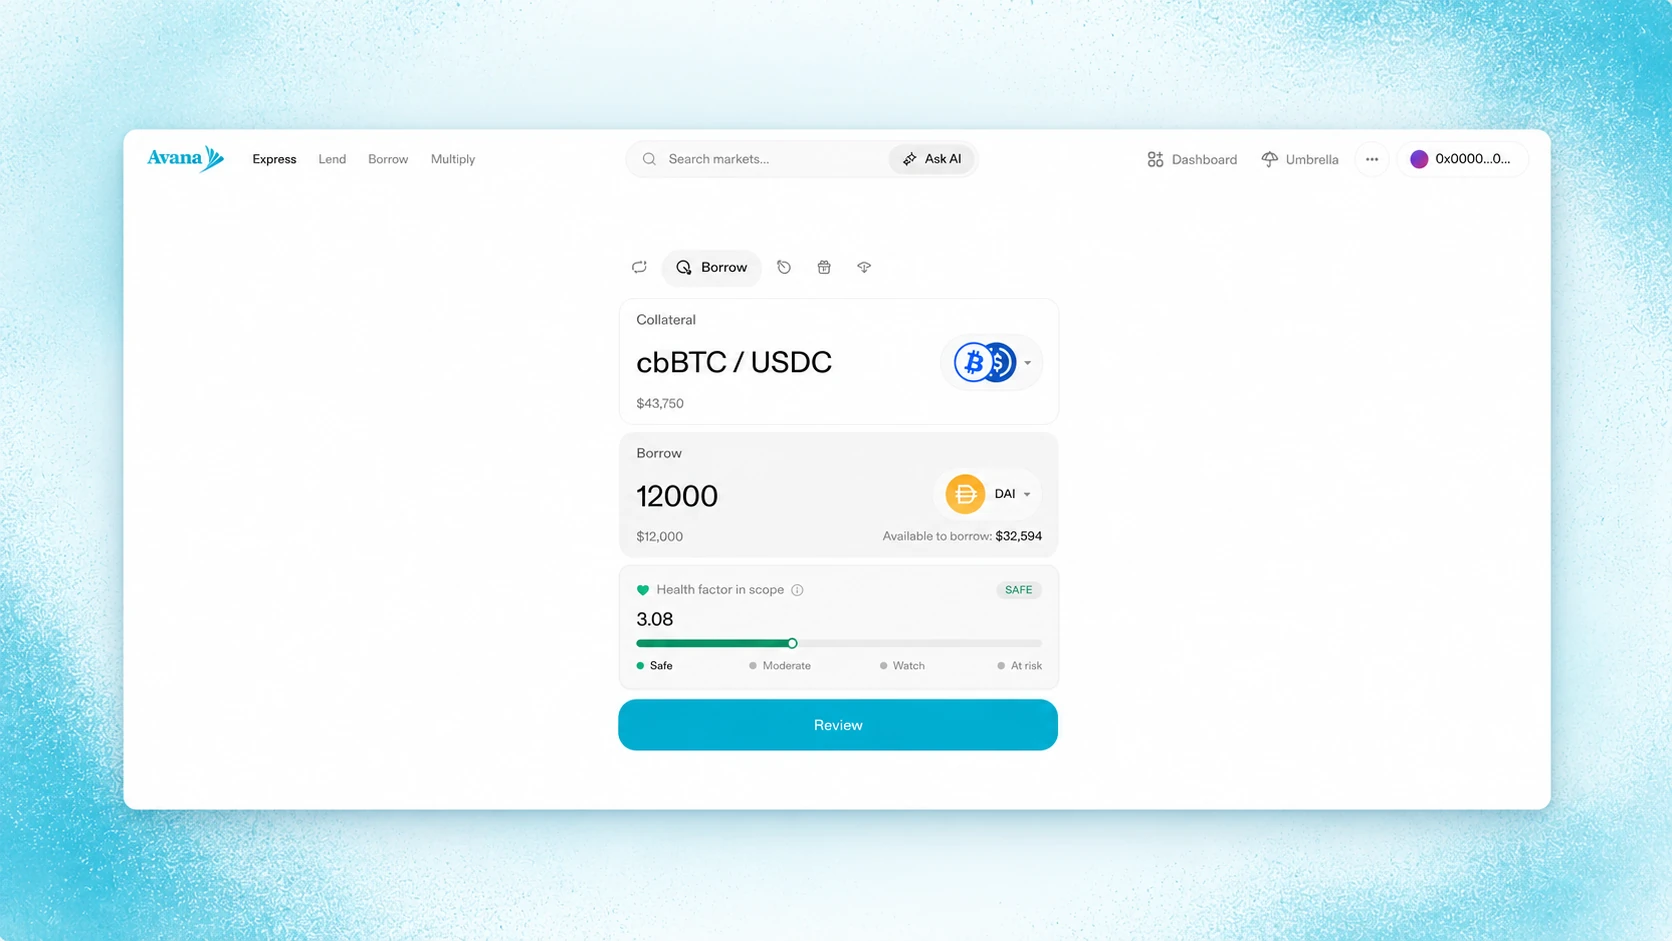 Avana
Express Lend Borrow Multiply
Search markets...
Ask AI
Dashboard
Umbrella
0x0000...0...
Borrow
Collateral
cbBTC / USDC
$43,750
Borrow
12000
DAI
$12,000
Available to borrow: $32,594
Health factor in scope
SAFE
3.08
Safe Moderate Watch At risk
Review